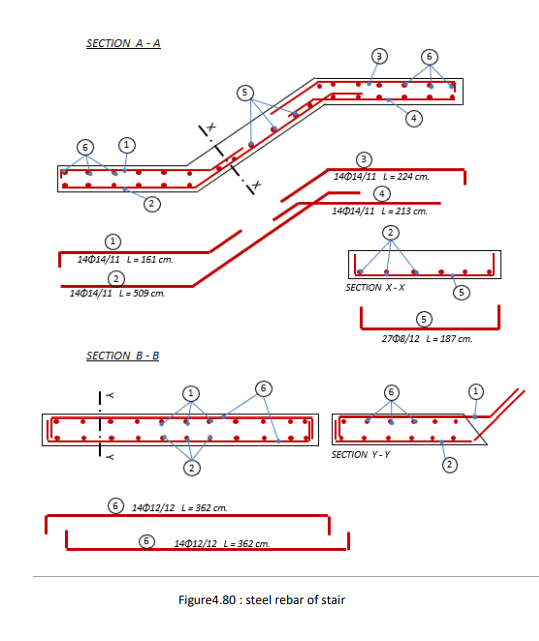 SECTION A - A
3
6
5
6
1
4
2
3
14Φ14/11 L = 224 cm.
4
14Φ14/11 L = 213 cm.
1
14Φ14/11 L = 161 cm.
2
14Φ14/11 L = 509 cm.
X
X
2
SECTION X - X
5
5
27Φ8/12 L = 187 cm.
SECTION B - B
Y
Y
1
6
2
6
1
SECTION Y - Y
2
6 14Φ12/12 L = 362 cm.
6 14Φ12/12 L = 362 cm.
Figure4.80 : steel rebar of stair